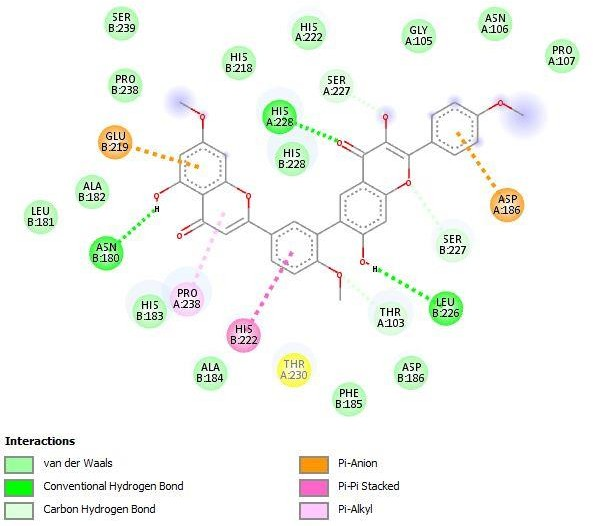 SER
B:239
HIS
A:222
GLY
A:105
ASN
A:106
PRO
A:107
HIS
B:218
PRO
B:238
SER
A:227
HIS
A:228
O
O
O
GLU
B:219
HIS
B:228
O
O
O
ASP
A:186
ALA
B:182
LEU
B:181
O
H
O
ASN
B:180
SER
B:227
O
O
H
HIS
B:183
PRO
A:238
O
LEU
B:226
THR
A:103
HIS
B:222
ALA
B:184
THR
A:230
ASP
B:186
PHE
B:185
Interactions
van der Waals
Conventional Hydrogen Bond
Carbon Hydrogen Bond
Pi-Anion
Pi-Pi Stacked
Pi-Alkyl